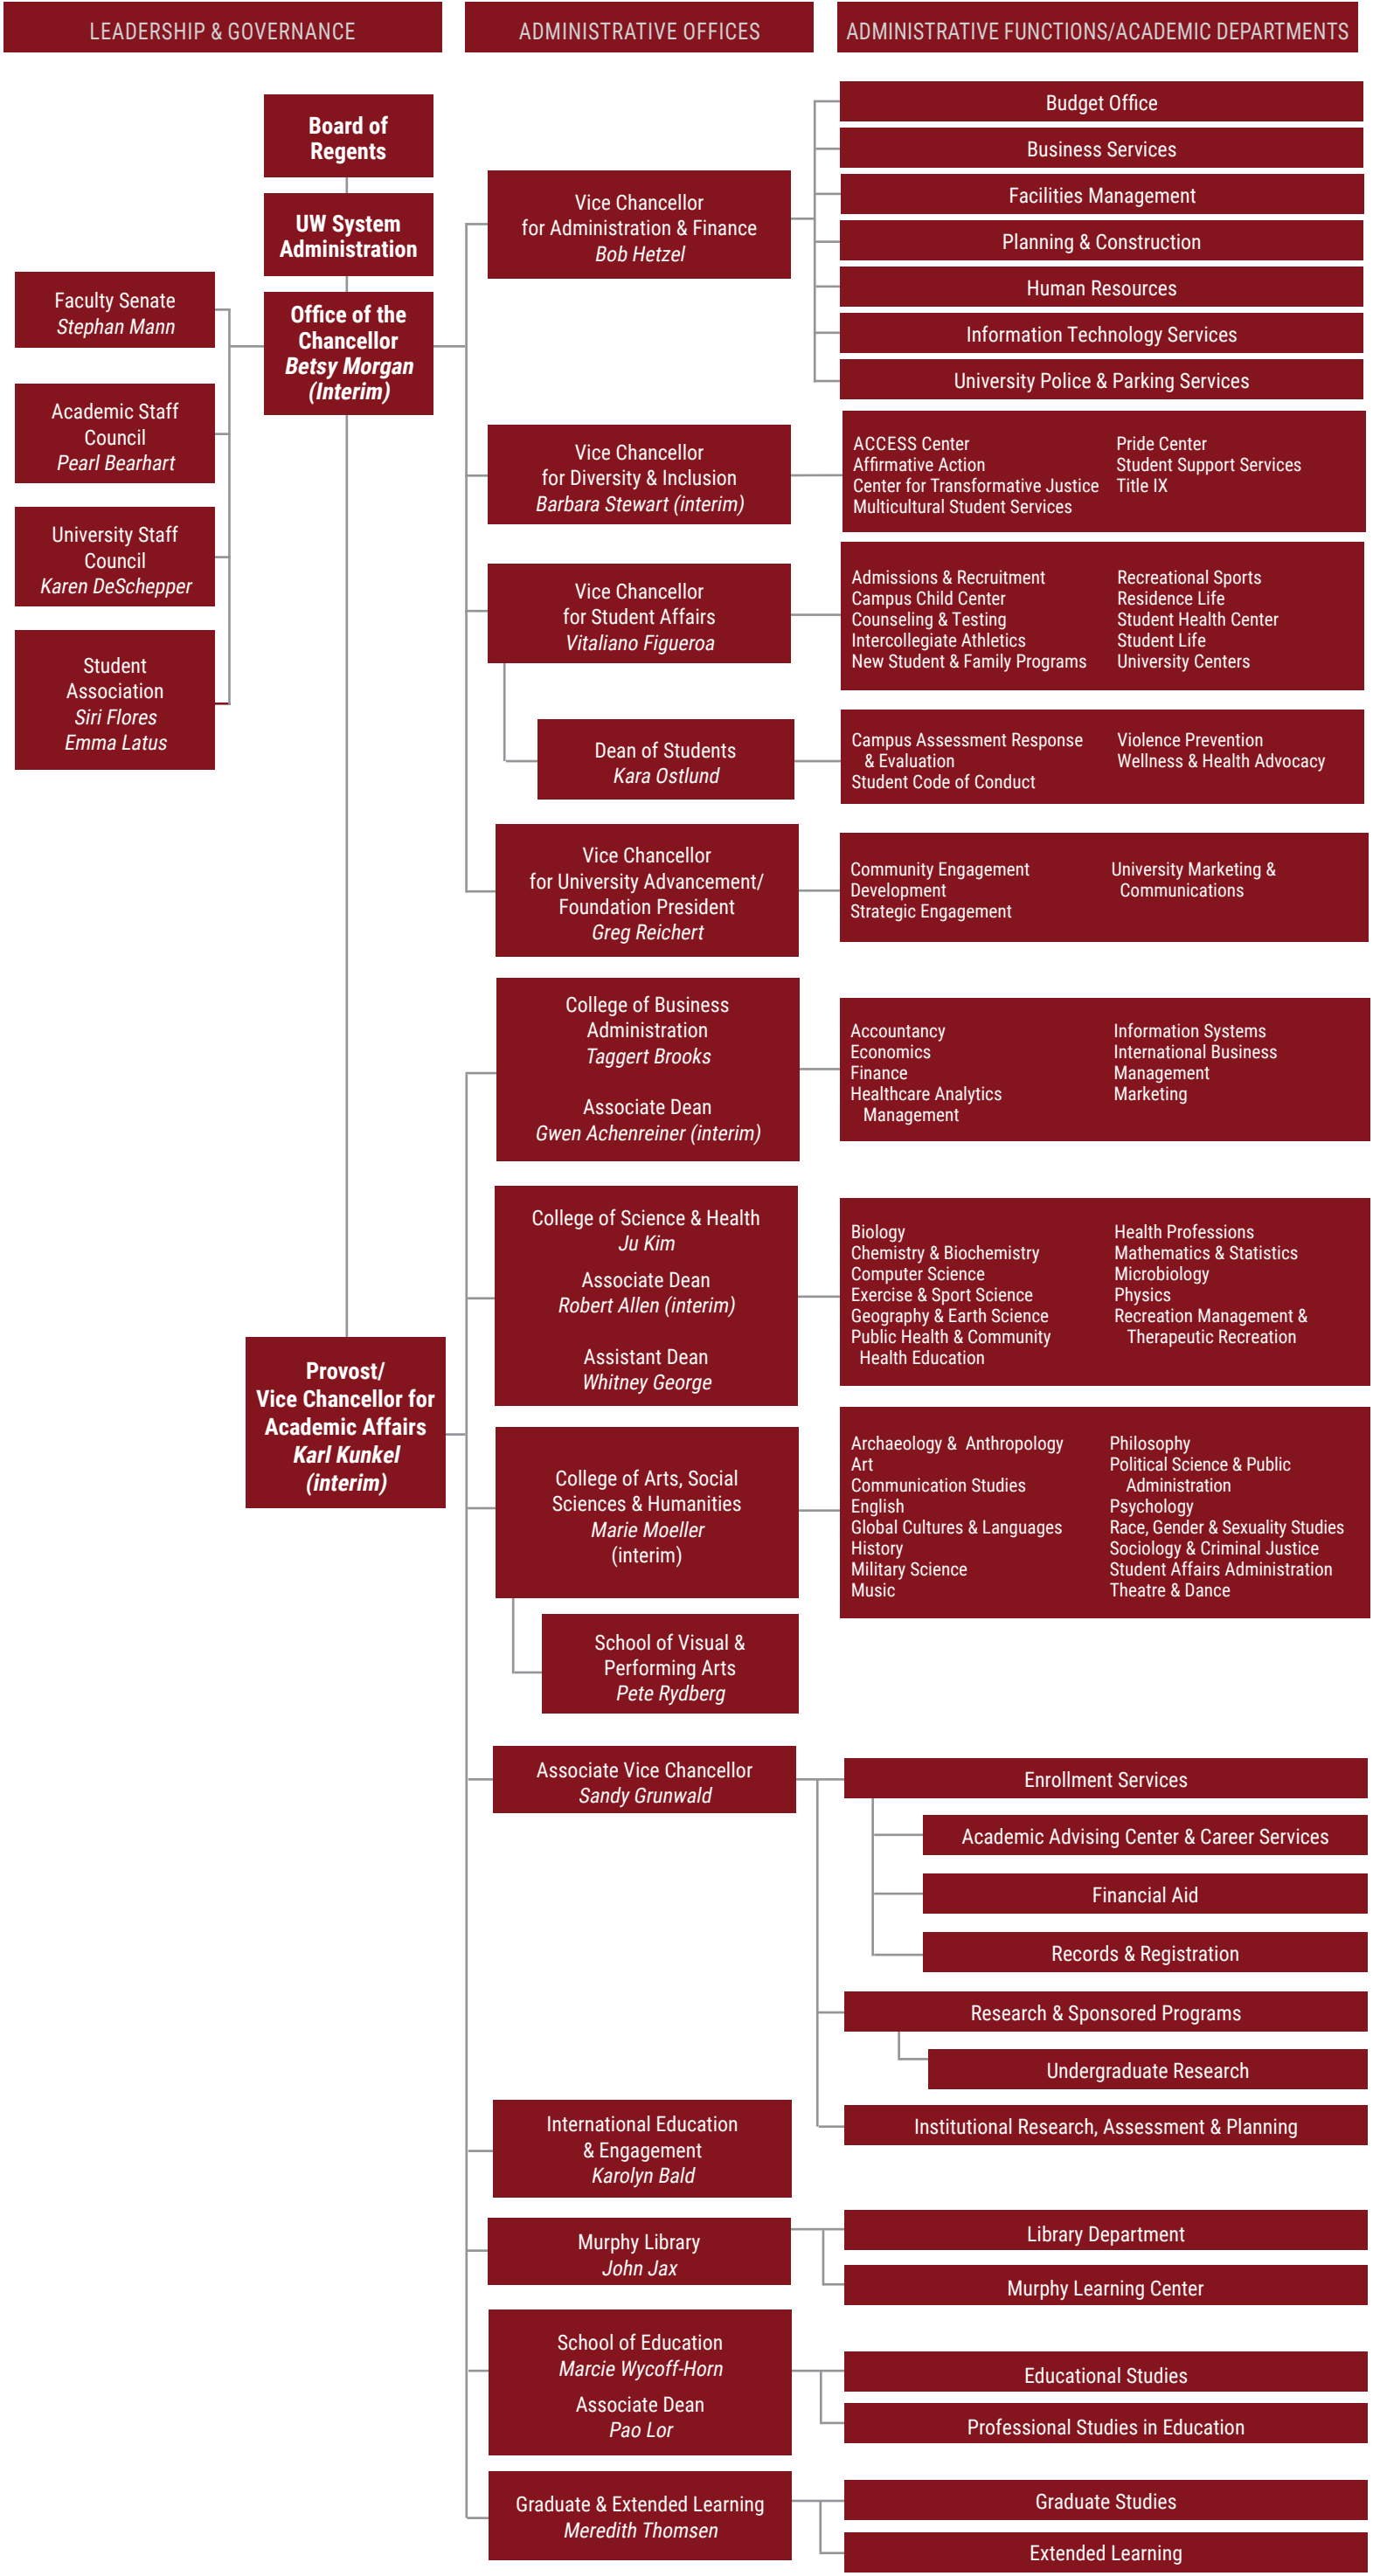 LEADERSHIP & GOVERNANCE
ADMINISTRATIVE OFFICES
ADMINISTRATIVE FUNCTIONS/ACADEMIC DEPARTMENTS
Board of
Regents
UW System
Administration
Office of the
Chancellor
Betsy Morgan
(Interim)
Faculty Senate
Stephan Mann
Academic Staff
Council
Pearl Bearhart
University Staff
Council
Karen DeSchepper
Student
Association
Siri Flores
Emma Latus
Vice Chancellor
for Administration & Finance
Bob Hetzel
Budget Office
Business Services
Facilities Management
Planning & Construction
Human Resources
Information Technology Services
University Police & Parking Services
Vice Chancellor
for Diversity & Inclusion
Barbara Stewart (interim)
ACCESS Center
Affirmative Action
Center for Transformative Justice
Multicultural Student Services
Pride Center
Student Support Services
Title IX
Vice Chancellor
for Student Affairs
Vitaliano Figueroa
Admissions & Recruitment
Campus Child Center
Counseling & Testing
Intercollegiate Athletics
New Student & Family Programs
Recreational Sports
Residence Life
Student Health Center
Student Life
University Centers
Dean of Students
Kara Ostlund
Campus Assessment Response
& Evaluation
Student Code of Conduct
Violence Prevention
Wellness & Health Advocacy
Vice Chancellor
for University Advancement/
Foundation President
Greg Reichert
Community Engagement
Development
Strategic Engagement
University Marketing &
Communications
Provost/
Vice Chancellor for
Academic Affairs
Karl Kunkel
(interim)
College of Business
Administration
Taggert Brooks
Associate Dean
Gwen Achenreiner (interim)
Accountancy
Economics
Finance
Healthcare Analytics
Management
Information Systems
International Business
Management
Marketing
College of Science & Health
Ju Kim
Associate Dean
Robert Allen (interim)
Assistant Dean
Whitney George
Biology
Chemistry & Biochemistry
Computer Science
Exercise & Sport Science
Geography & Earth Science
Public Health & Community
Health Education
Health Professions
Mathematics & Statistics
Microbiology
Physics
Recreation Management &
Therapeutic Recreation
College of Arts, Social
Sciences & Humanities
Marie Moeller
(interim)
Archaeology & Anthropology
Art
Communication Studies
English
Global Cultures & Languages
History
Military Science
Music
Philosophy
Political Science & Public
Administration
Psychology
Race, Gender & Sexuality Studies
Sociology & Criminal Justice
Student Affairs Administration
Theatre & Dance
School of Visual &
Performing Arts
Pete Rydberg
Associate Vice Chancellor
Sandy Grunwald
Enrollment Services
Academic Advising Center & Career Services
Financial Aid
Records & Registration
Research & Sponsored Programs
Undergraduate Research
Institutional Research, Assessment & Planning
International Education
& Engagement
Karolyn Bald
Murphy Library
John Jax
Library Department
Murphy Learning Center
School of Education
Marcie Wycoff-Horn
Associate Dean
Pao Lor
Educational Studies
Professional Studies in Education
Graduate & Extended Learning
Meredith Thomsen
Graduate Studies
Extended Learning